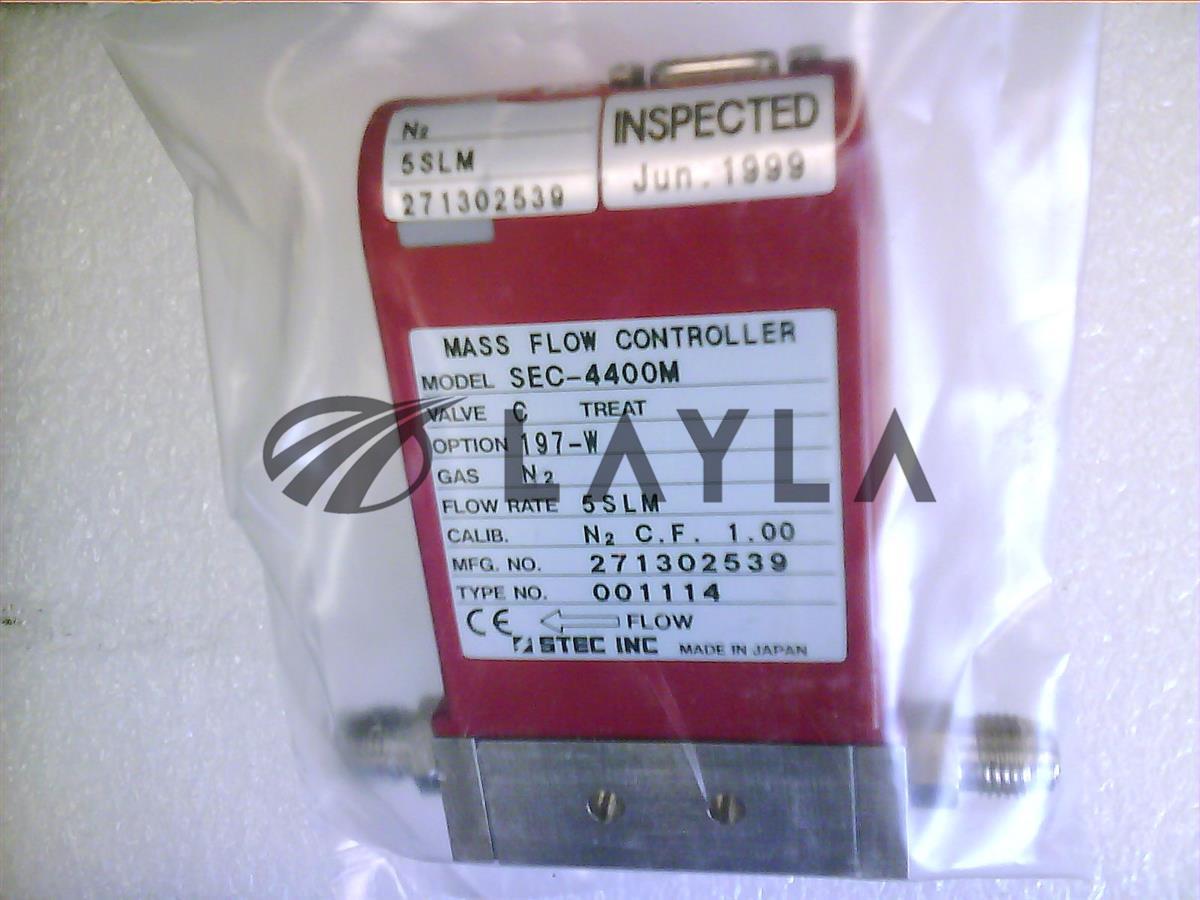 N₂
5SLM
271302539
INSPECTED
Jun. 1999
MASS FLOW CONTROLLER
MODEL SEC-4400M
VALVE C TREAT
OPTION 197-W
GAS N₂
FLOW RATE 5SLM
CALIB. N₂ C.F. 1.00
MFG. NO. 271302539
TYPE NO. 001114
CE FLOW
STEC INC MADE IN JAPAN
LAYLA